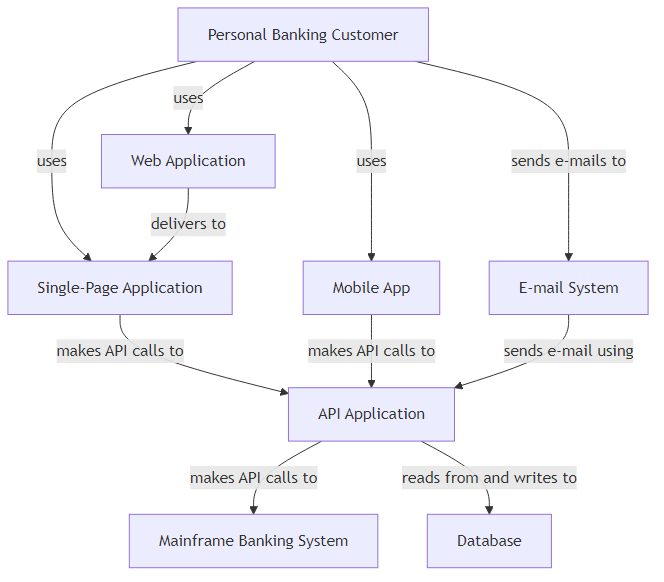 Personal Banking Customer
uses
Web Application
uses
uses
sends e-mails to
delivers to
Single-Page Application
Mobile App
E-mail System
makes API calls to
makes API calls to
sends e-mail using
API Application
makes API calls to
reads from and writes to
Mainframe Banking System
Database